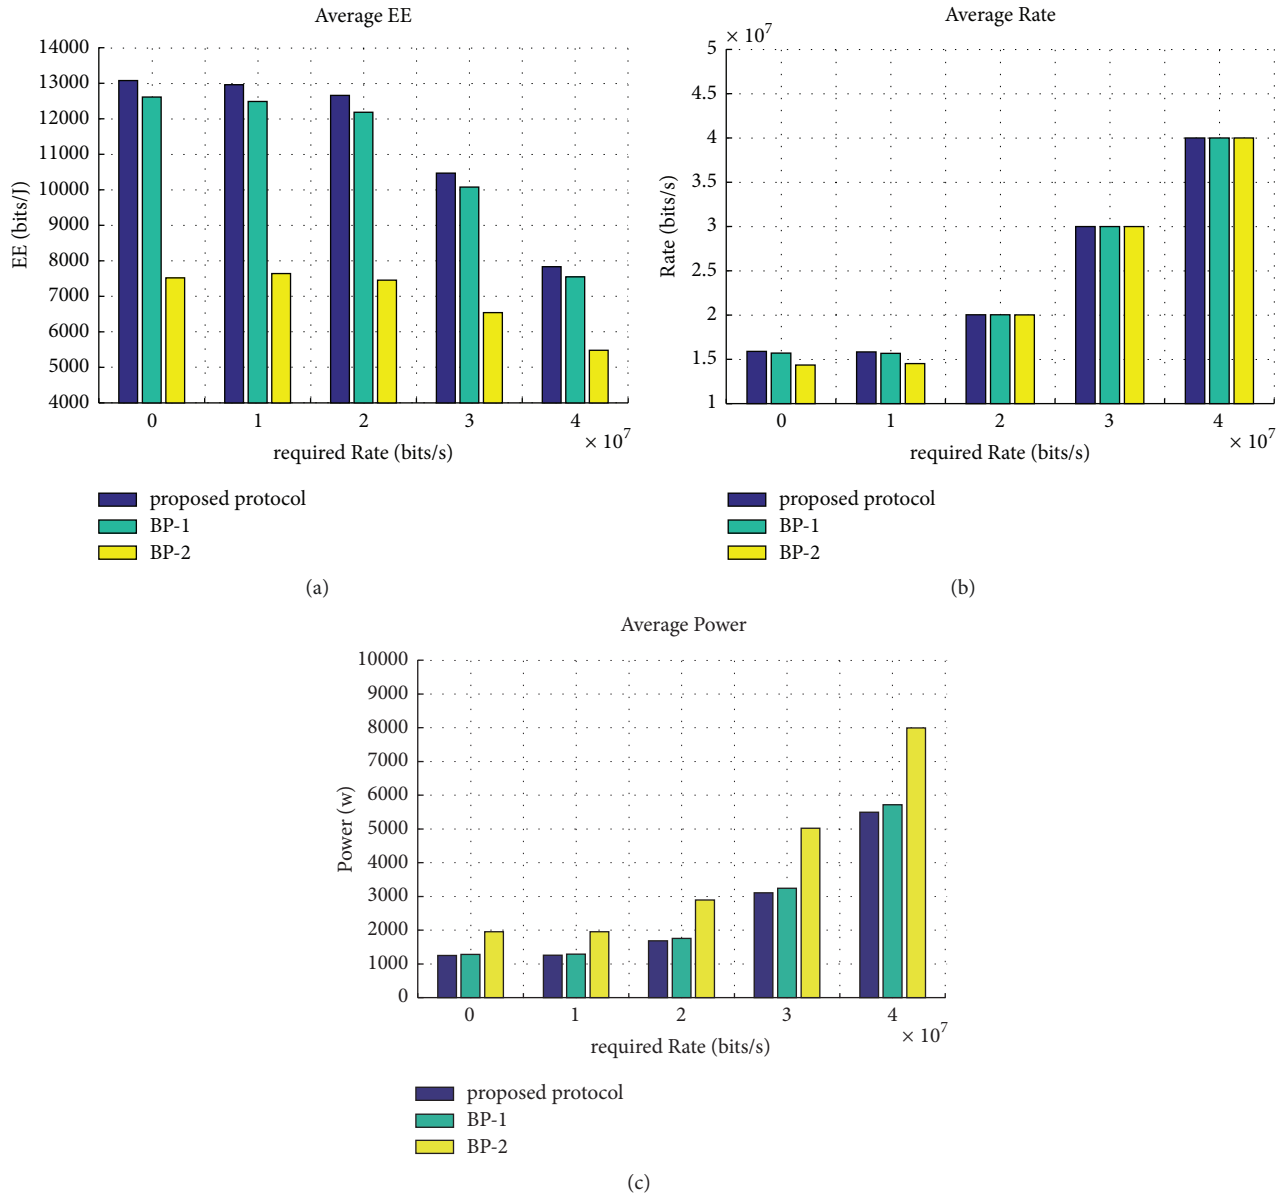 Average EE
14000
13000
12000
11000
10000
9000
8000
7000
6000
5000
4000
EE (bits/J)
0 1 2 3 4
× 10^7
required Rate (bits/s)
proposed protocol
BP-1
BP-2
(a)
Average Rate
× 10^7
5
4.5
4
3.5
3
2.5
2
1.5
1
Rate (bits/s)
0 1 2 3 4
× 10^7
required Rate (bits/s)
proposed protocol
BP-1
BP-2
(b)
Average Power
10000
9000
8000
7000
6000
5000
4000
3000
2000
1000
0
Power (w)
0 1 2 3 4
× 10^7
required Rate (bits/s)
proposed protocol
BP-1
BP-2
(c)